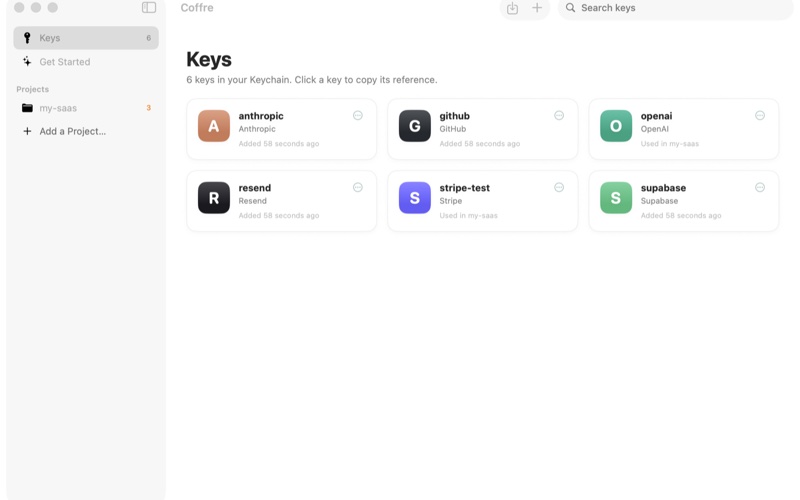 Coffre
Search keys
Keys 6
Get Started
Projects
my-saas 3
Add a Project...
Keys
6 keys in your Keychain. Click a key to copy its reference.
A
anthropic
Anthropic
Added 58 seconds ago
G
github
GitHub
Added 58 seconds ago
O
openai
OpenAI
Used in my-saas
R
resend
Resend
Added 58 seconds ago
S
stripe-test
Stripe
Used in my-saas
S
supabase
Supabase
Added 58 seconds ago